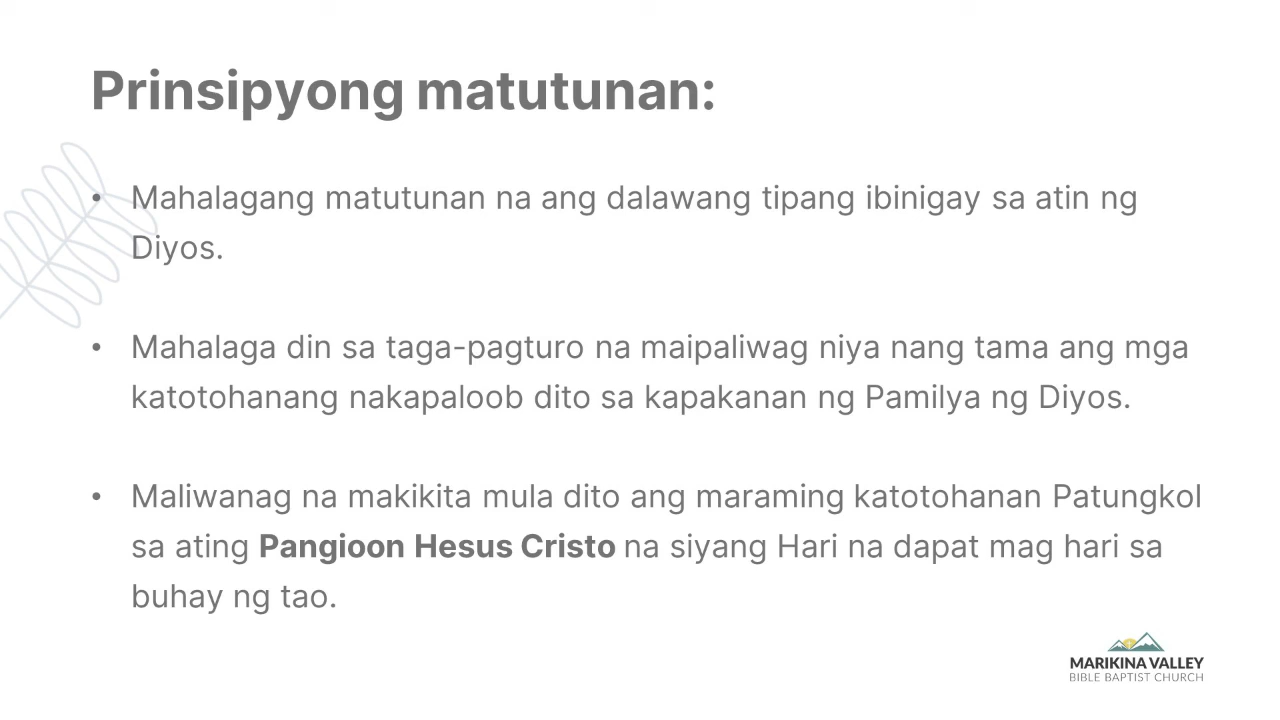 Prinsipyong matutunan:
• Mahalagang matutunan na ang dalawang tipang ibinigay sa atin ng
Diyos.
• Mahalaga din sa taga-pagturo na maipaliwag niya nang tama ang mga
katotohanang nakapaloob dito sa kapakanan ng Pamilya ng Diyos.
• Maliwanag na makikita mula dito ang maraming katotohanan Patungkol
sa ating Pangioon Hesus Cristo na siyang Hari na dapat mag hari sa
buhay ng tao.
MARIKINA VALLEY
BIBLE BAPTIST CHURCH